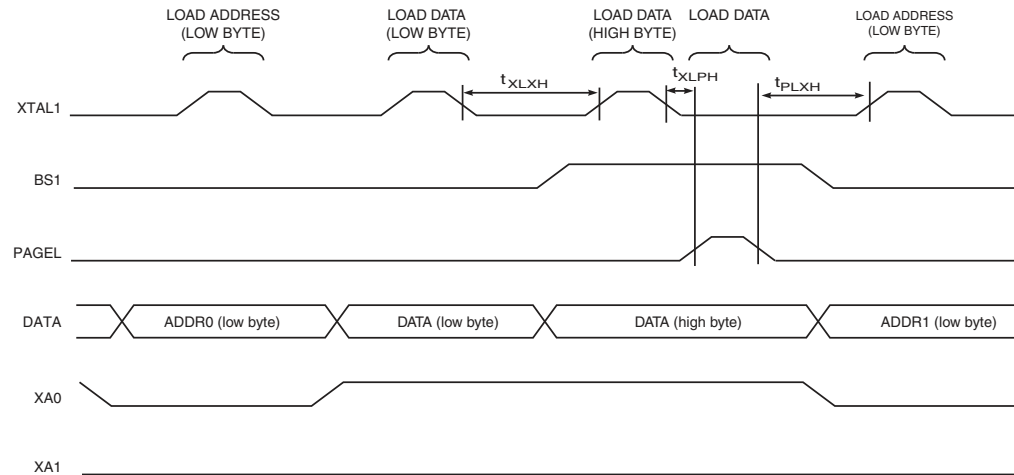 LOAD ADDRESS
(LOW BYTE)
LOAD DATA
(LOW BYTE)
LOAD DATA
(HIGH BYTE)
LOAD DATA
LOAD ADDRESS
(LOW BYTE)
tXLXH
tXLPH
tPLXH
XTAL1
BS1
PAGEL
DATA
ADDR0 (low byte)
DATA (low byte)
DATA (high byte)
ADDR1 (low byte)
XA0
XA1